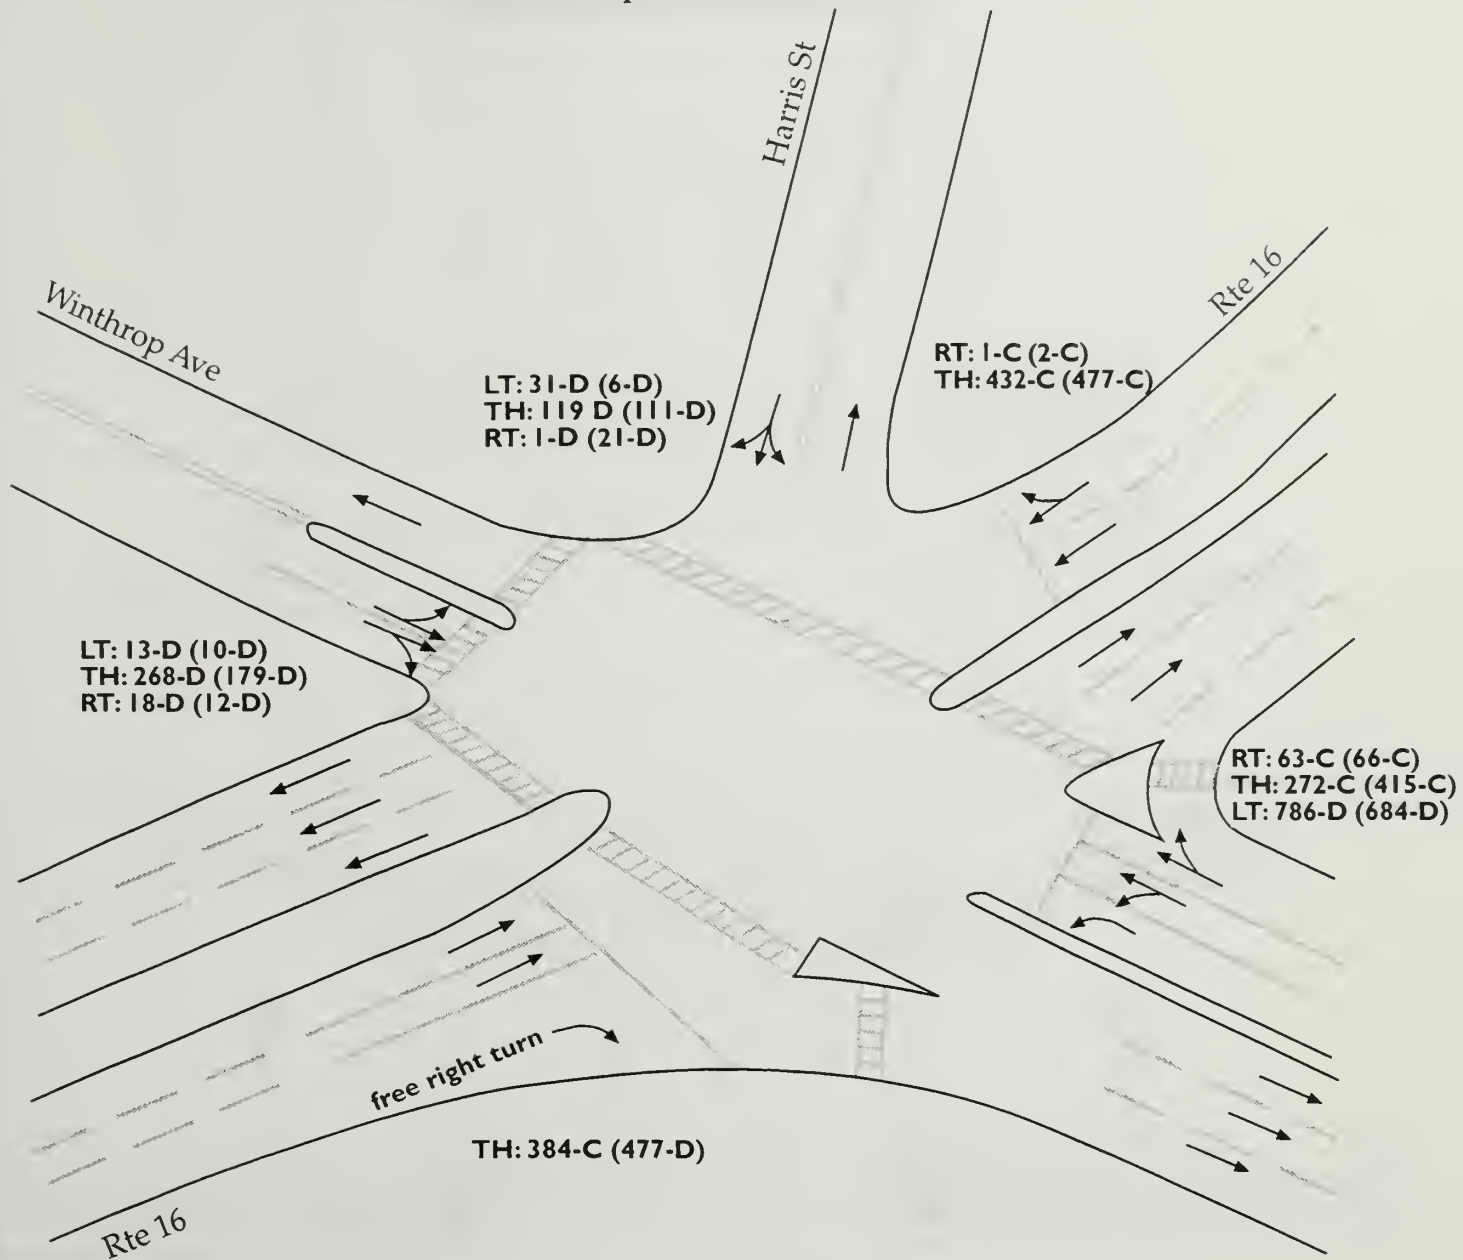 Harris St
Rte 16
Winthrop Ave
RT: 1-C (2-C)
TH: 432-C (477-C)
LT: 31-D (6-D)
TH: 119 D (111-D)
RT: 1-D (21-D)
LT: 13-D (10-D)
TH: 268-D (179-D)
RT: 18-D (12-D)
RT: 63-C (66-C)
TH: 272-C (415-C)
LT: 786-D (684-D)
free right turn
TH: 384-C (477-D)
Rte 16